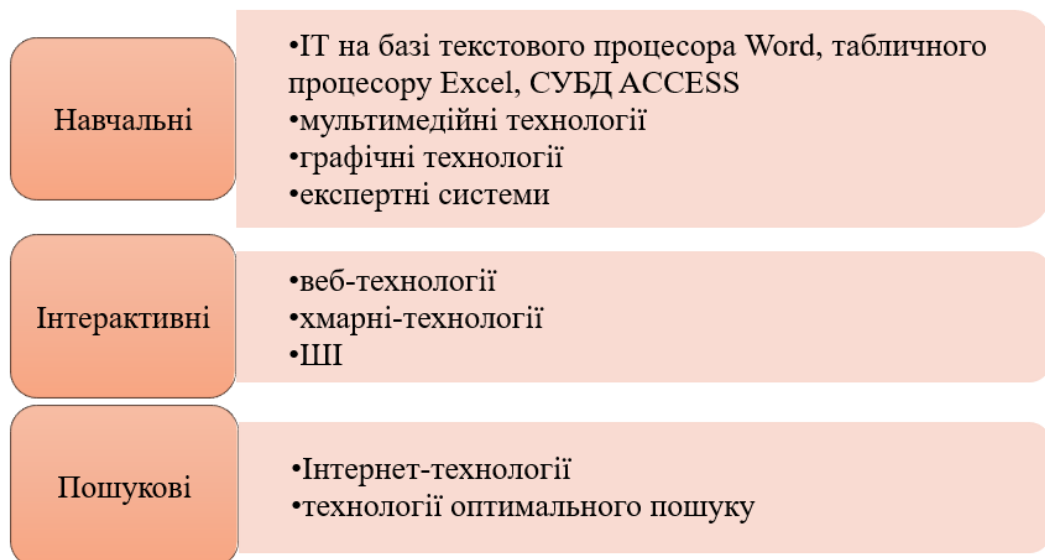 Навчальні
•ІТ на базі текстового процесора Word, табличного
процесору Excel, СУБД ACCESS
•мультимедійні технології
•графічні технології
•експертні системи
Інтерактивні
•веб-технології
•хмарні-технології
•ШІ
Пошукові
•Інтернет-технології
•технології оптимального пошуку